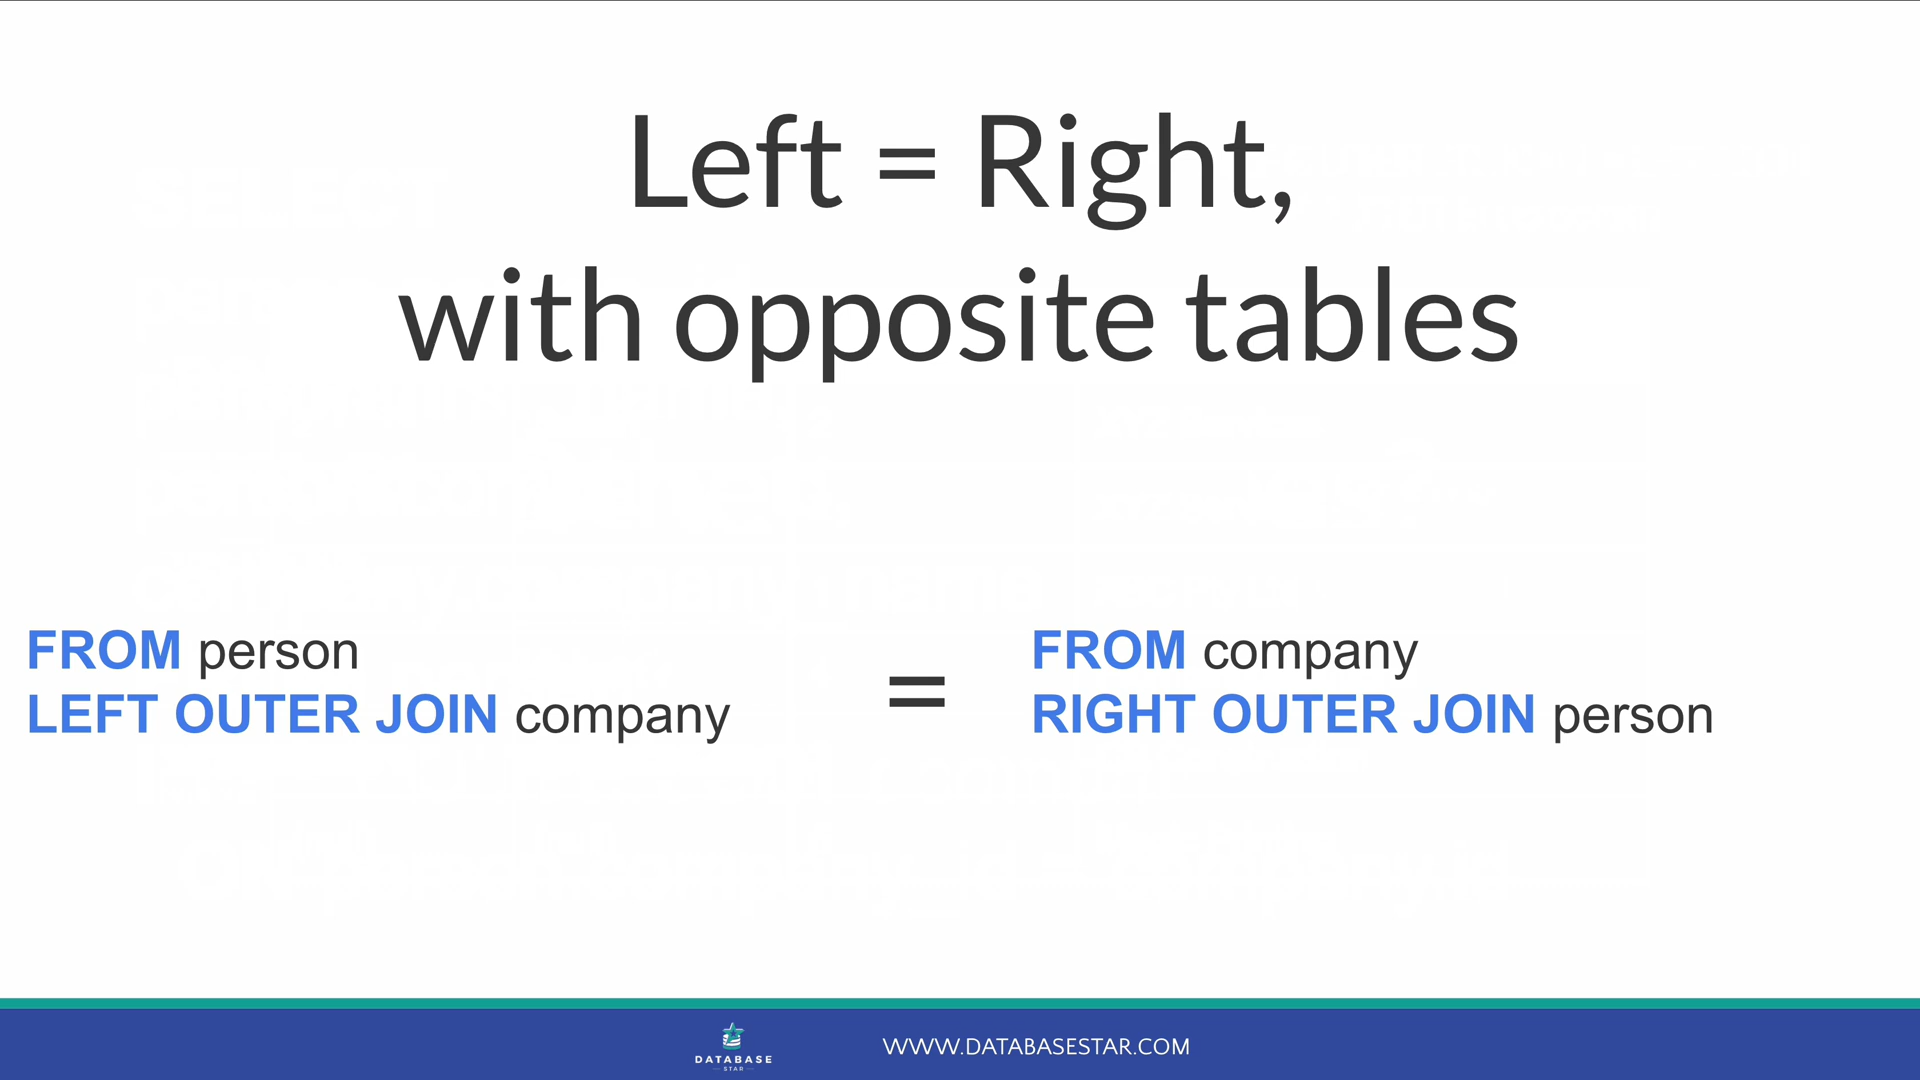 Left = Right,
with opposite tables
FROM person
LEFT OUTER JOIN company
=
FROM company
RIGHT OUTER JOIN person
DATABASE
STAR
WWW.DATABASESTAR.COM